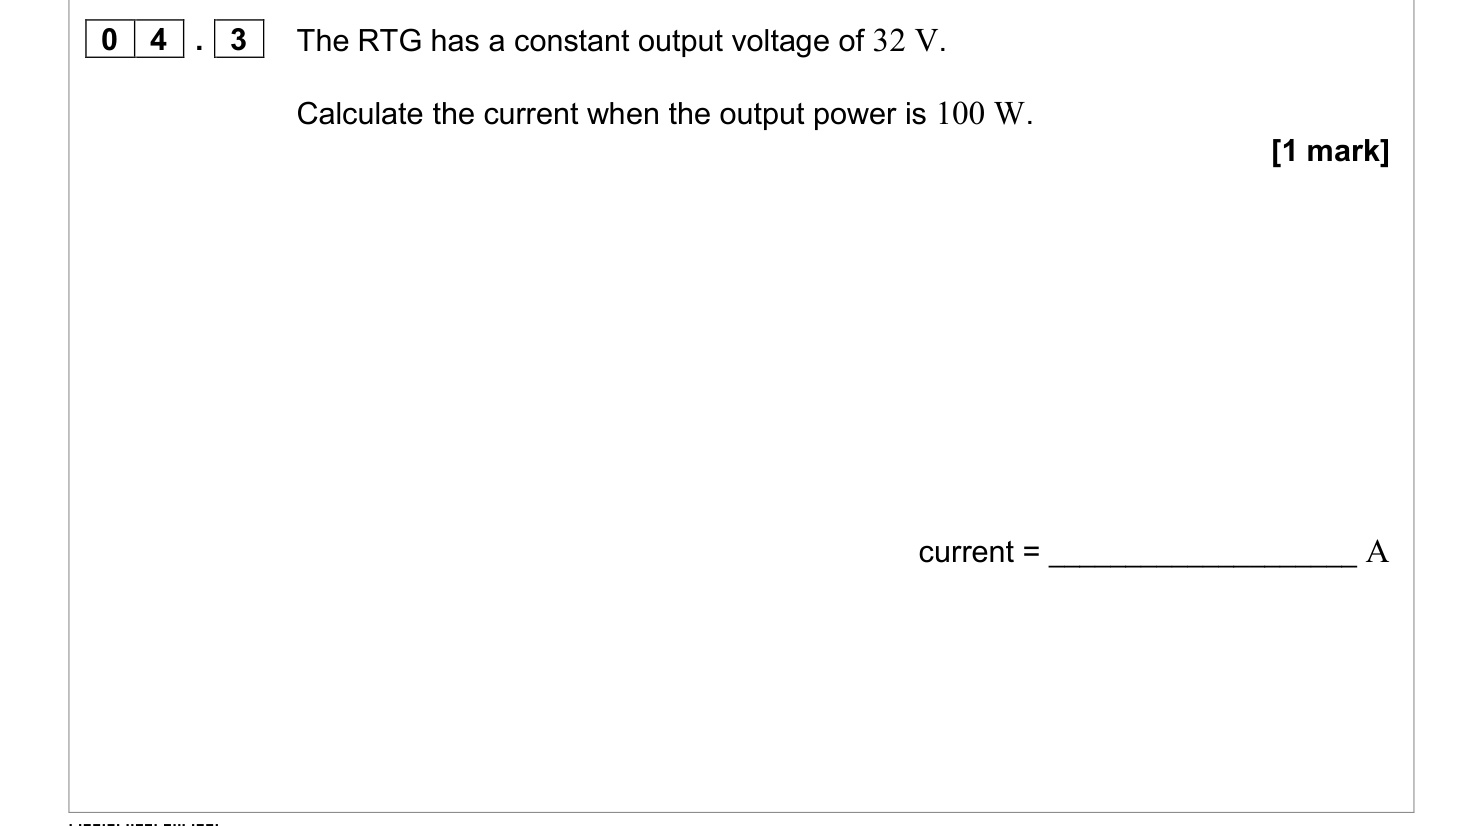 0 4 . 3 The RTG has a constant output voltage of 32 V.
Calculate the current when the output power is 100 W.
[1 mark]
current = ____________________ A